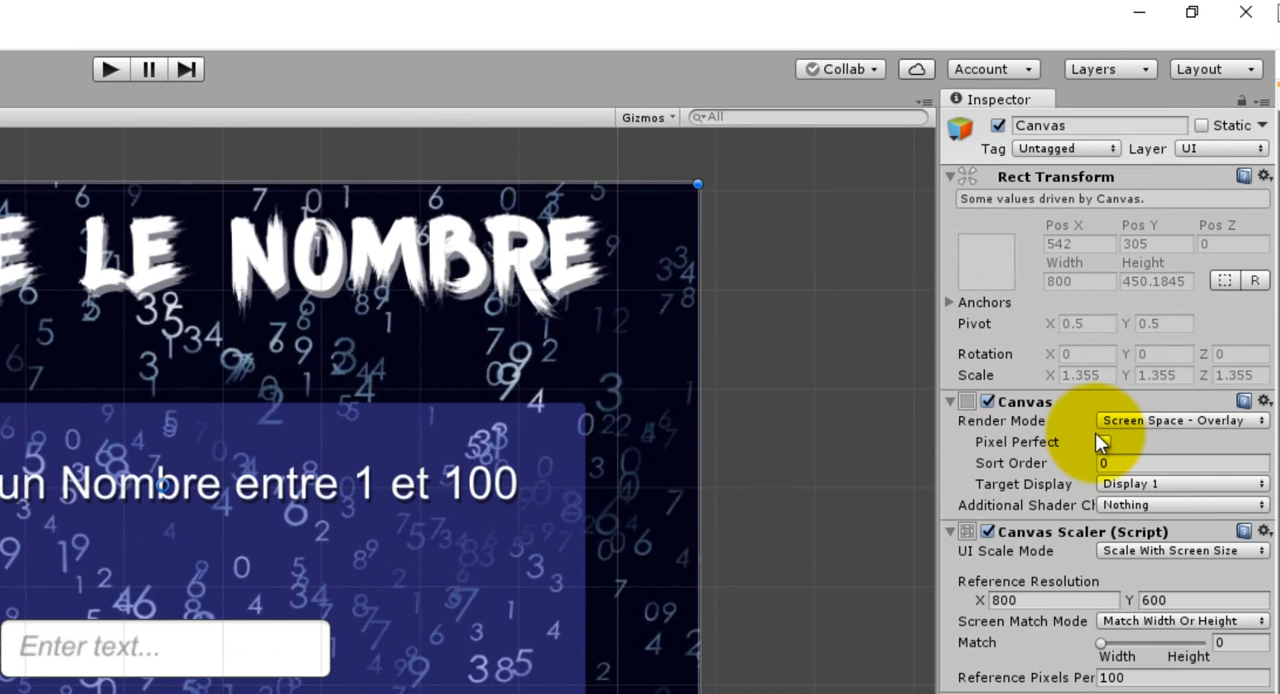 Collab
Account
Layers
Layout
Inspector
Gizmos
All
Canvas
Static
Tag
Untagged
Layer
UI
Rect Transform
Some values driven by Canvas.
Pos X Pos Y Pos Z
542 305 0
Width Height
800 450.1845
R
Anchors
Pivot X 0.5 Y 0.5
Rotation X 0 Y 0 Z 0
Scale X 1.355 Y 1.355 Z 1.355
Canvas
Render Mode Screen Space - Overlay
Pixel Perfect
Sort Order 0
Target Display Display 1
Additional Shader Ch Nothing
Canvas Scaler (Script)
UI Scale Mode Scale With Screen Size
Reference Resolution
X 800 Y 600
Screen Match Mode Match Width Or Height
Match 0
Width Height
Reference Pixels Per 100
E LE NOMBRE
un Nombre entre 1 et 100
Enter text...